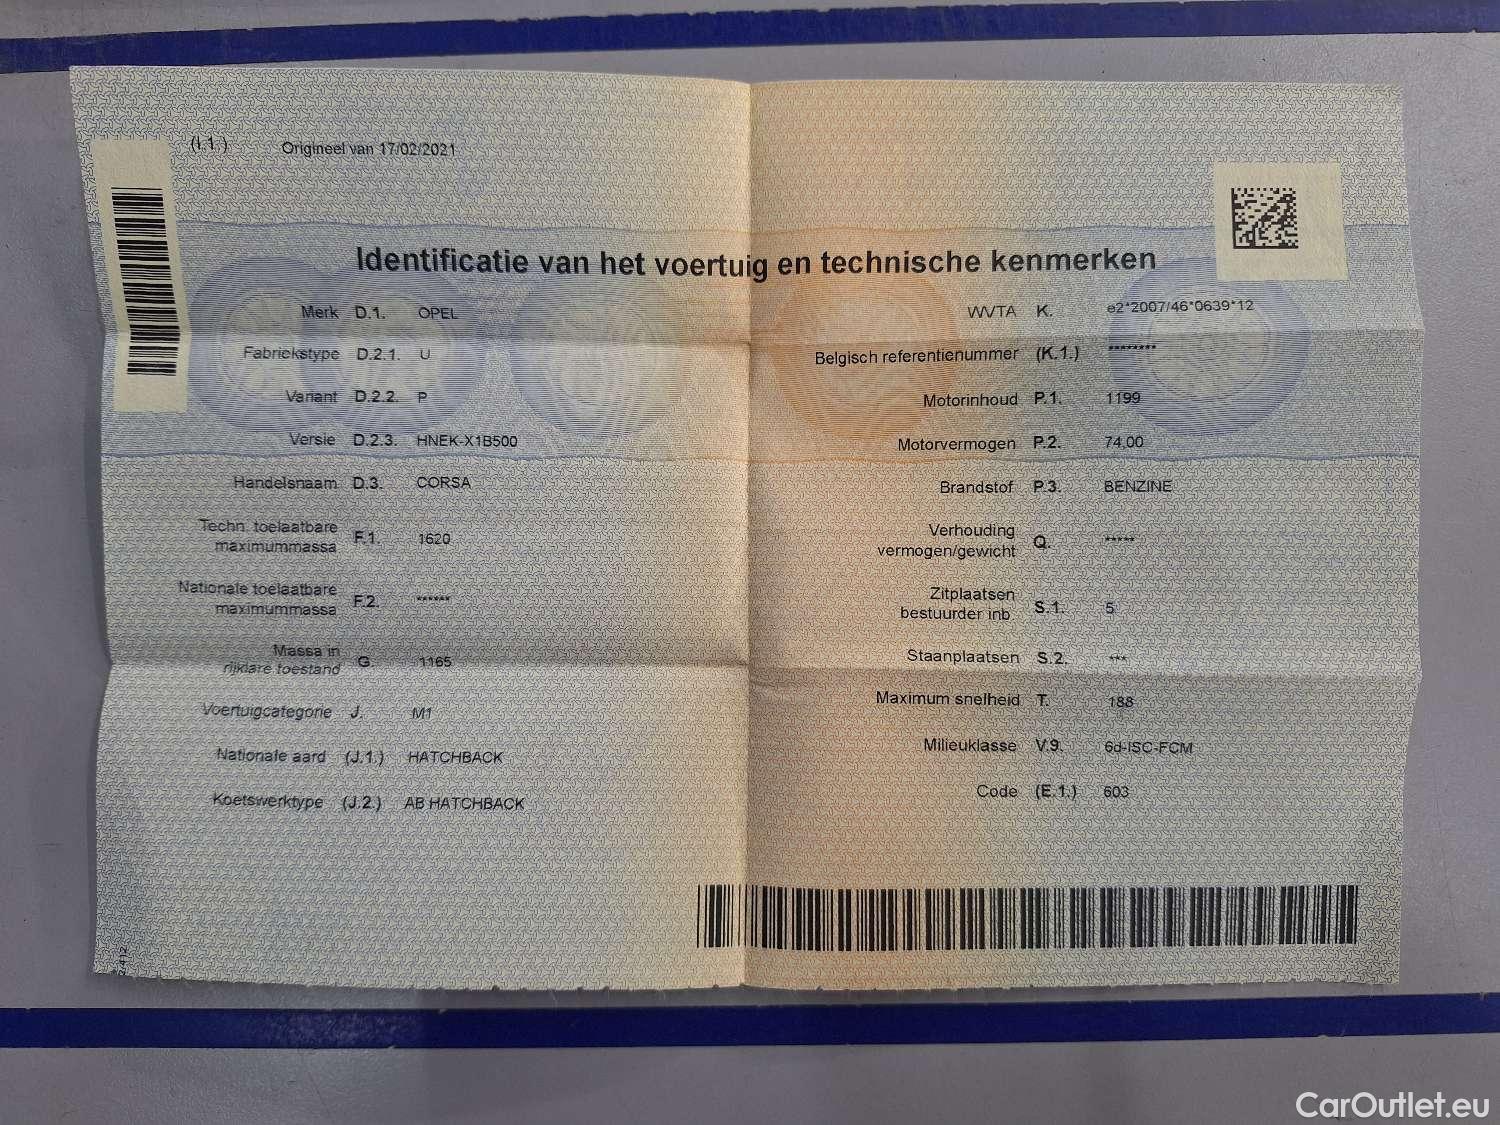 (I.1.) Origineel van 17/02/2021
Identificatie van het voertuig en technische kenmerken
Merk D.1. OPEL
Fabriekstype D.2.1. U
Variant D.2.2. P
Versie D.2.3. HNEK-X1B500
Handelsnaam D.3. CORSA
Techn. toelaatbare
maximummassa F.1. 1620
Nationale toelaatbare
maximummassa F.2. ******
Massa in
rijklare toestand G. 1165
Voertuigcategorie J. M1
Nationale aard (J.1.) HATCHBACK
Koetswerktype (J.2.) AB HATCHBACK
WVTA K. e2*2007/46*0639*12
Belgisch referentienummer (K.1.) ********
Motorinhoud P.1. 1199
Motorvermogen P.2. 74,00
Brandstof P.3. BENZINE
Verhouding
vermogen/gewicht Q. *****
Zitplaatsen
bestuurder inb. S.1. 5
Staanplaatsen S.2. ***
Maximum snelheid T. 188
Milieuklasse V.9. 6d-ISC-FCM
Code (E.1.) 603
CarOutlet.eu